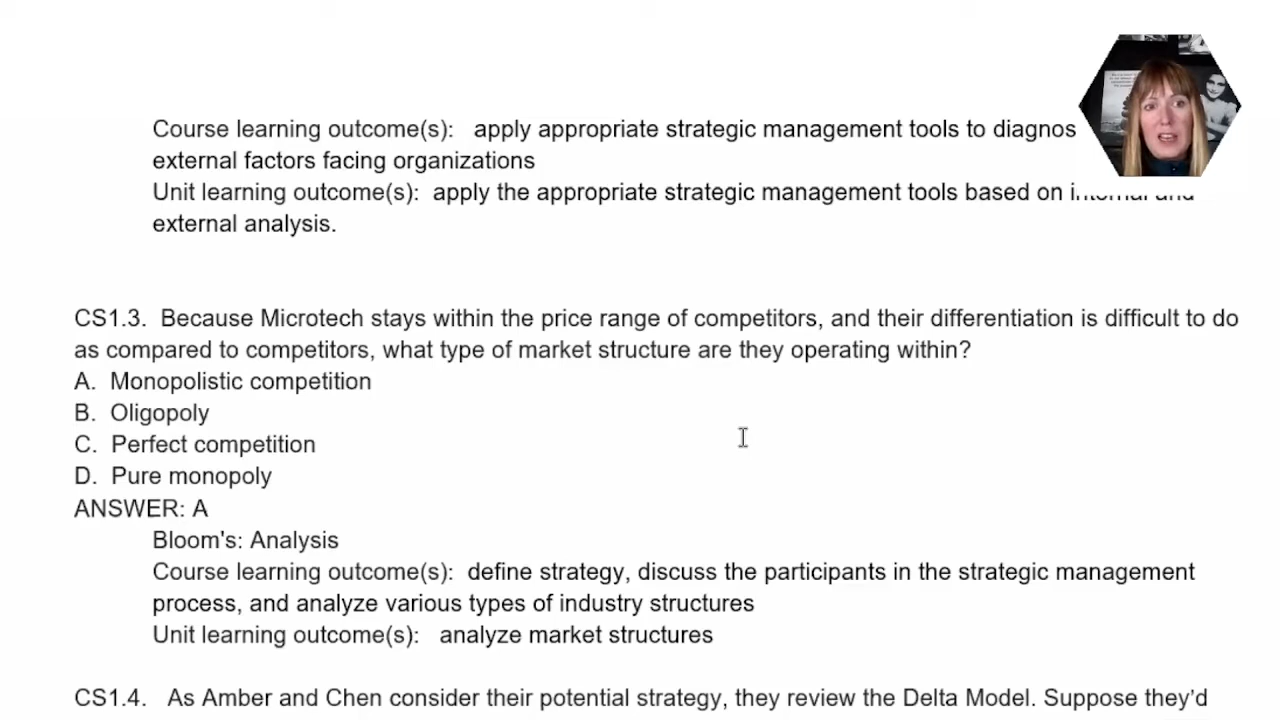 Course learning outcome(s): apply appropriate strategic management tools to diagnos
external factors facing organizations
Unit learning outcome(s): apply the appropriate strategic management tools based on internal and
external analysis.
CS1.3. Because Microtech stays within the price range of competitors, and their differentiation is difficult to do
as compared to competitors, what type of market structure are they operating within?
A. Monopolistic competition
B. Oligopoly
C. Perfect competition
D. Pure monopoly
ANSWER: A
Bloom's: Analysis
Course learning outcome(s): define strategy, discuss the participants in the strategic management
process, and analyze various types of industry structures
Unit learning outcome(s): analyze market structures
CS1.4. As Amber and Chen consider their potential strategy, they review the Delta Model. Suppose they’d